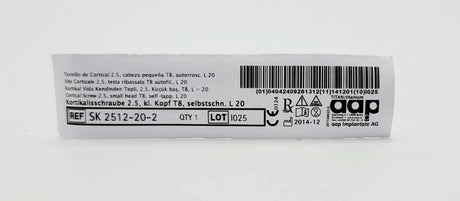 Tornillo de Cortical 2.5, cabeza pequeña T8, autorrosc. L 20
Vite Corticale 2.5, testa ribassata T8 autofil., L 20
Kortikal Vida Kendinden Tepli, 2.5, Küçük baş, T8, L - 20
Cortical Screw 2.5, small head T8, self-tapp. L 20
Kortikalisschraube 2.5, kl. Kopf T8, selbstschn. L 20
REF SK 2512-20-2 QTY 1 LOT I025
(01)04042409261312(11)141201(10)I025
CE 0124
2014-12
TITAN/titanium
aap
aap Implantate AG